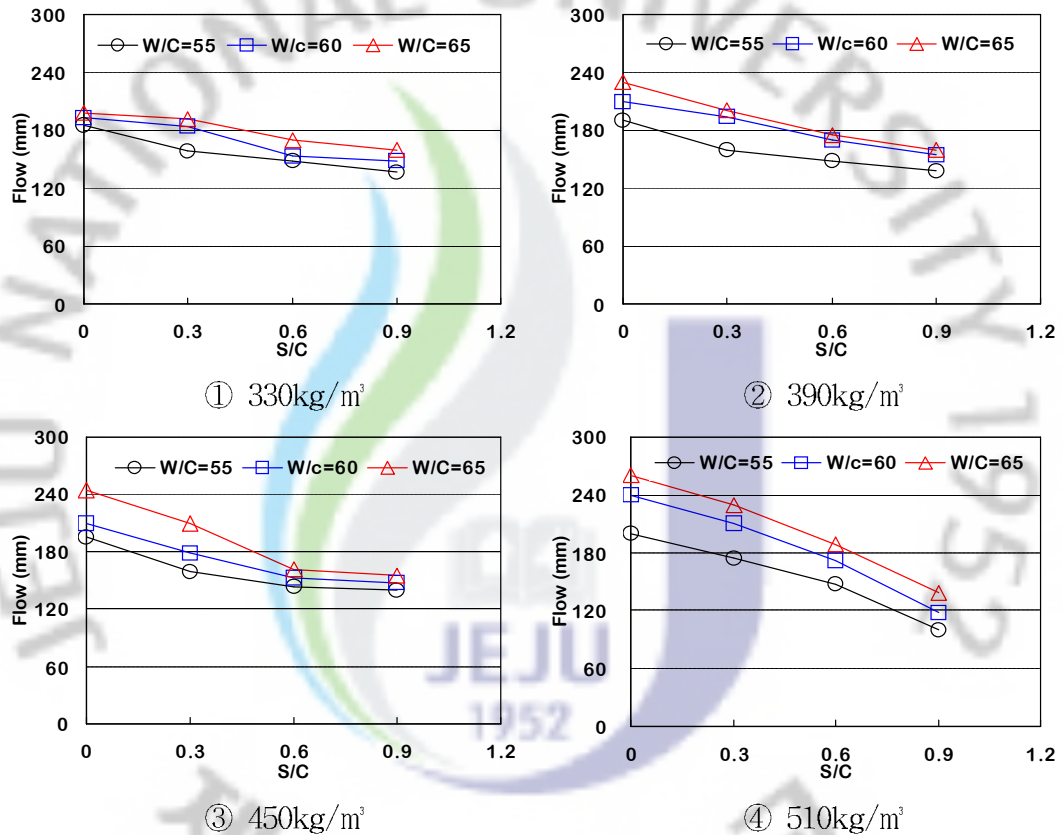 300
240
180
120
60
0
Flow (mm)
W/C=55 W/c=60 W/C=65
0 0.3 0.6 0.9 1.2
S/C
① 330kg/m³
300
240
180
120
60
0
Flow (mm)
W/C=55 W/c=60 W/C=65
0 0.3 0.6 0.9 1.2
S/C
② 390kg/m³
300
240
180
120
60
0
Flow (mm)
W/C=55 W/c=60 W/C=65
0 0.3 0.6 0.9 1.2
S/C
③ 450kg/m³
300
240
180
120
60
0
Flow (mm)
W/C=55 W/c=60 W/C=65
0 0.3 0.6 0.9 1.2
S/C
④ 510kg/m³
JEJU NATIONAL UNIVERSITY 1952
JEJU
1952